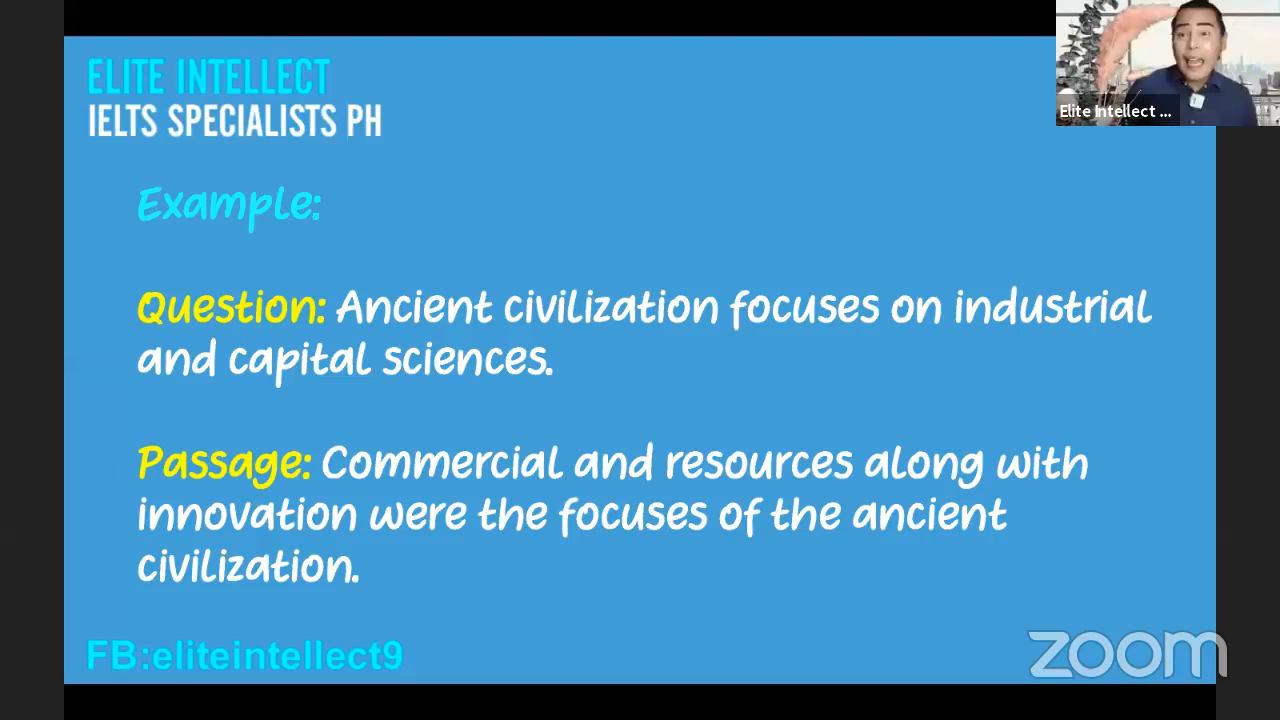 ELITE INTELLECT
IELTS SPECIALISTS PH
Elite Intellect ...
Example:
Question: Ancient civilization focuses on industrial
and capital sciences.
Passage: Commercial and resources along with
innovation were the focuses of the ancient
civilization.
FB:eliteintellect9
zoom